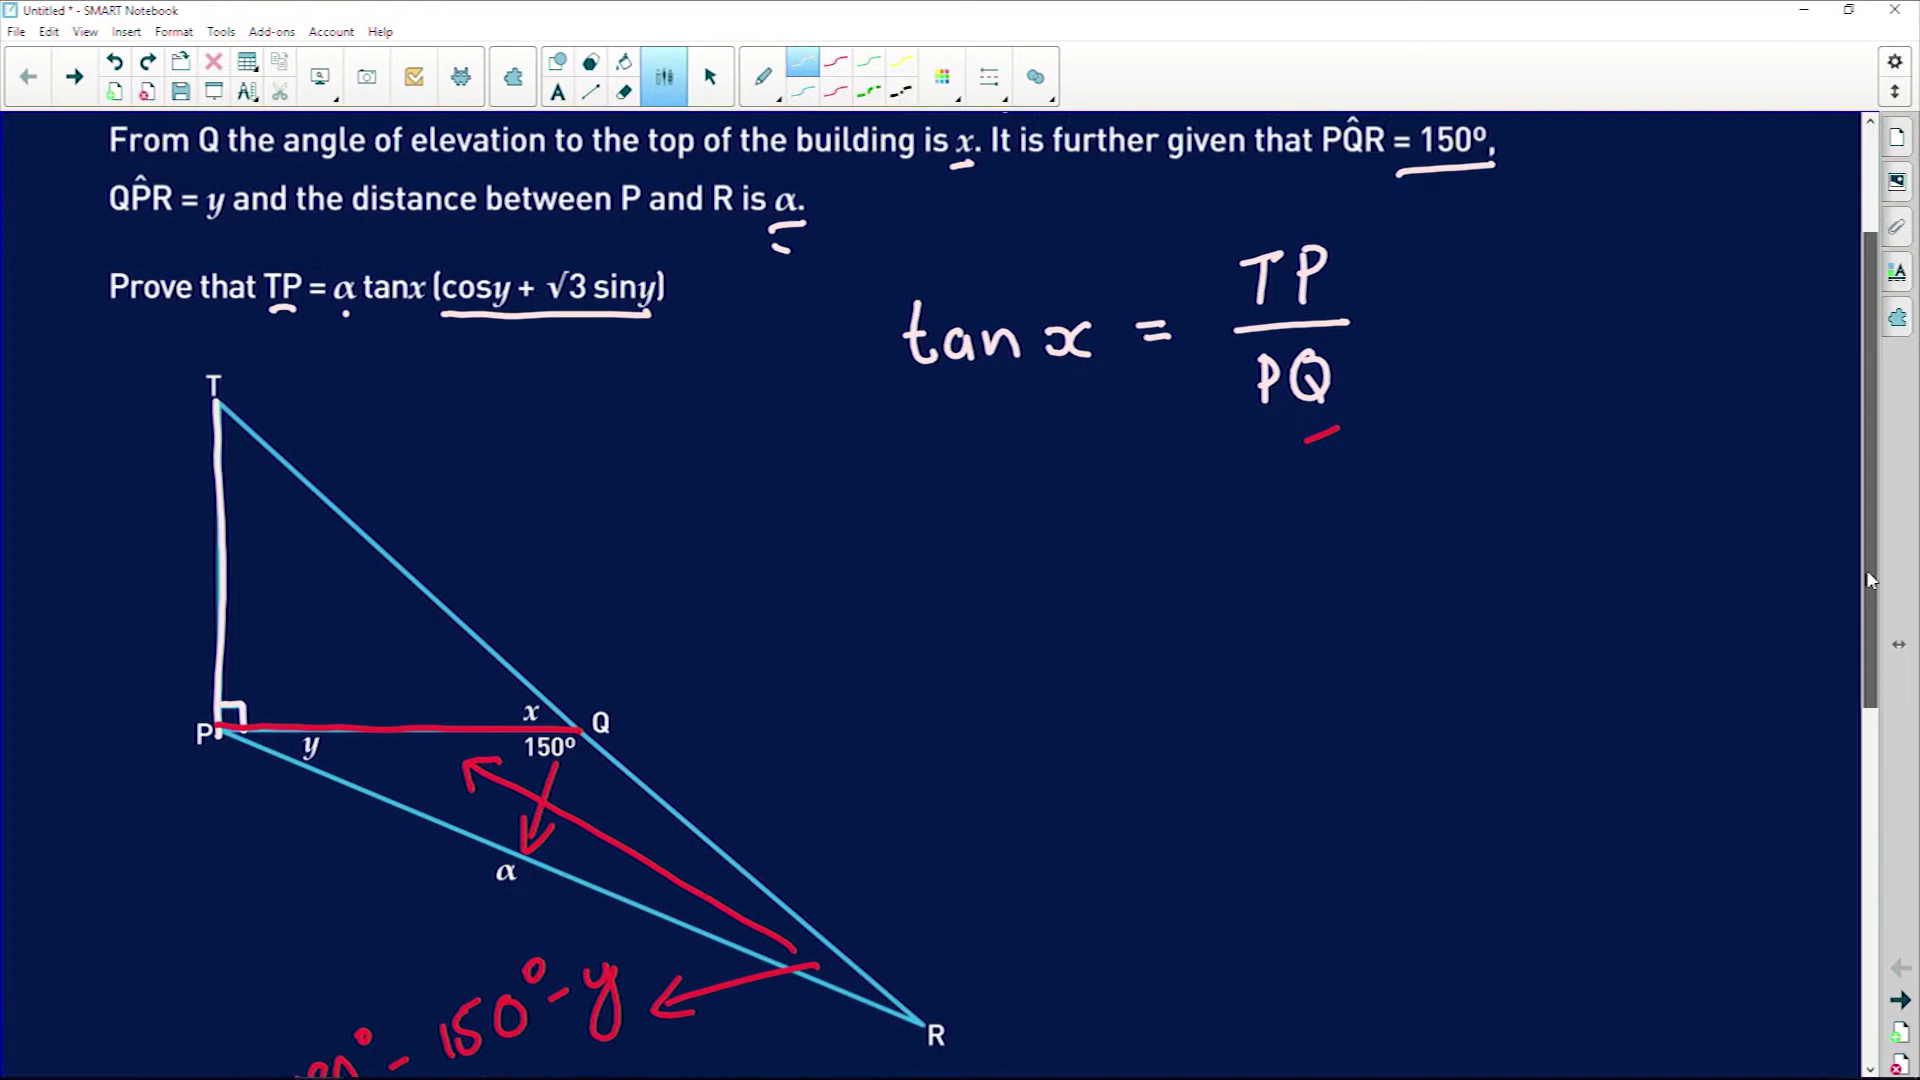 Untitled * - SMART Notebook
File Edit View Insert Format Tools Add-ons Account Help
From Q the angle of elevation to the top of the building is x. It is further given that PQ̂R = 150º,
QP̂R = y and the distance between P and R is α.
Prove that TP = α tanx (cosy + √3 siny)
tan x = TP / PQ
T
x
Q
P
y
150º
α
° - 150° - y
R